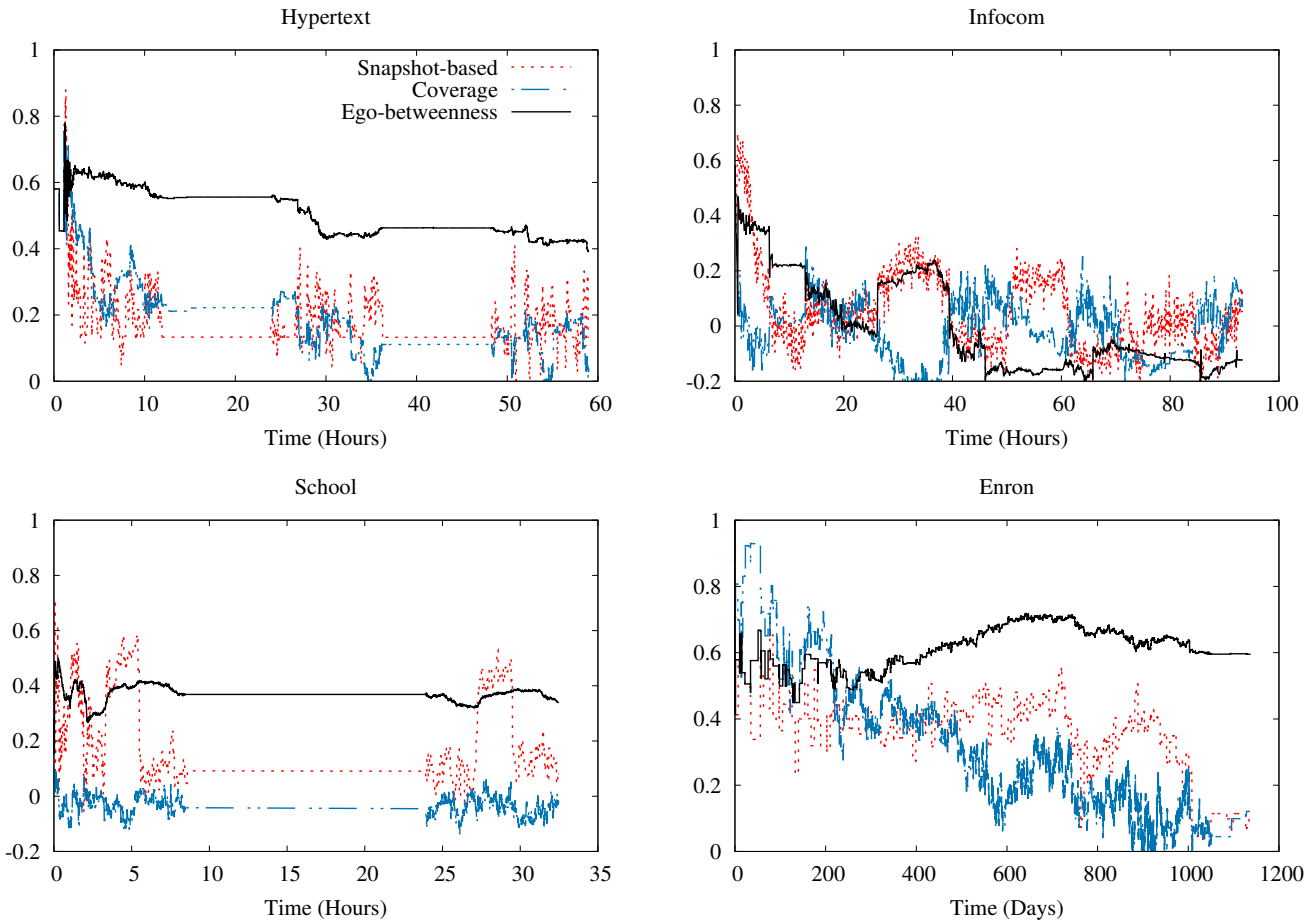 Hypertext
1
0.8
0.6
0.4
0.2
0
0 10 20 30 40 50 60
Time (Hours)
Snapshot-based
Coverage
Ego-betweenness
Infocom
1
0.8
0.6
0.4
0.2
0
-0.2
0 20 40 60 80 100
Time (Hours)
School
1
0.8
0.6
0.4
0.2
0
-0.2
0 5 10 15 20 25 30 35
Time (Hours)
Enron
1
0.8
0.6
0.4
0.2
0
0 200 400 600 800 1000 1200
Time (Days)